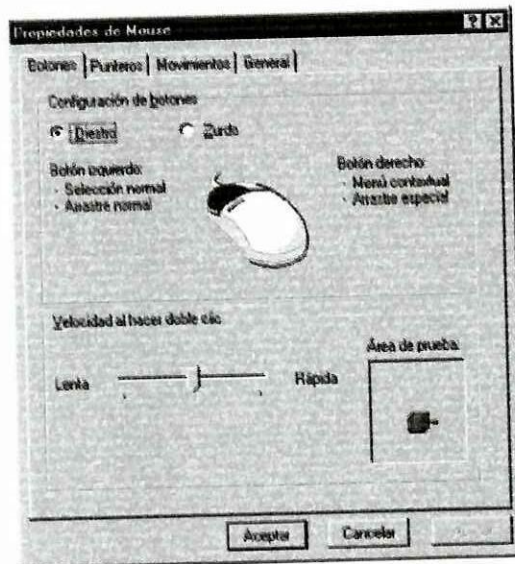 Propiedades de Mouse
Botones Punteros Movimientos General
Configuración de botones
Diestro Zurdo
Botón izquierdo:
- Selección normal
- Arrastre normal
Botón derecho:
- Menú contextual
- Arrastre especial
Velocidad al hacer doble clic
Lenta Rápida
Área de prueba:
Aceptar Cancelar